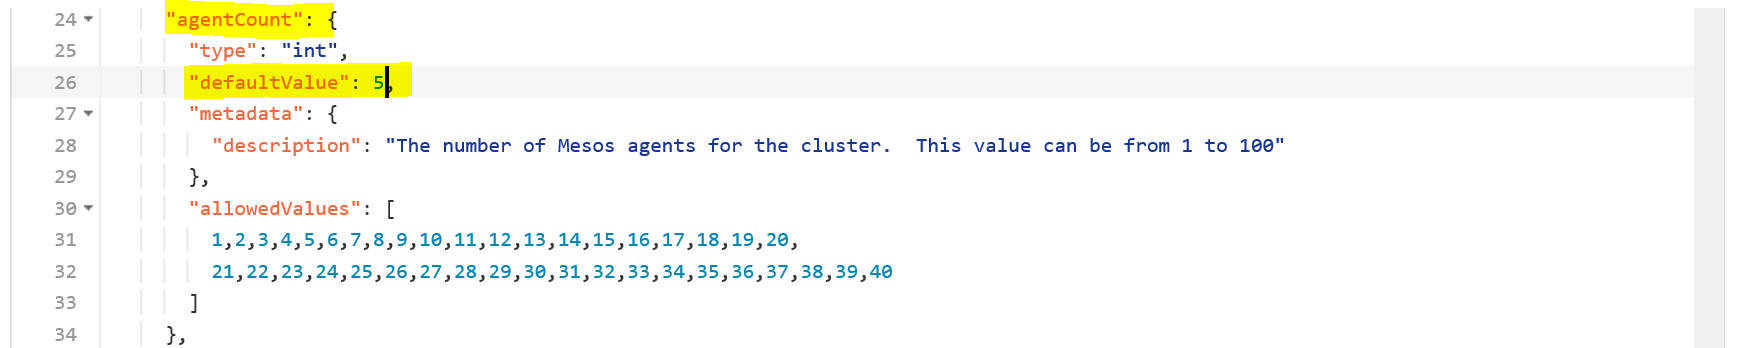 24 "agentCount": {
25 "type": "int",
26 "defaultValue": 5,
27 "metadata": {
28 "description": "The number of Mesos agents for the cluster.  This value can be from 1 to 100"
29 },
30 "allowedValues": [
31 1,2,3,4,5,6,7,8,9,10,11,12,13,14,15,16,17,18,19,20,
32 21,22,23,24,25,26,27,28,29,30,31,32,33,34,35,36,37,38,39,40
33 ]
34 },